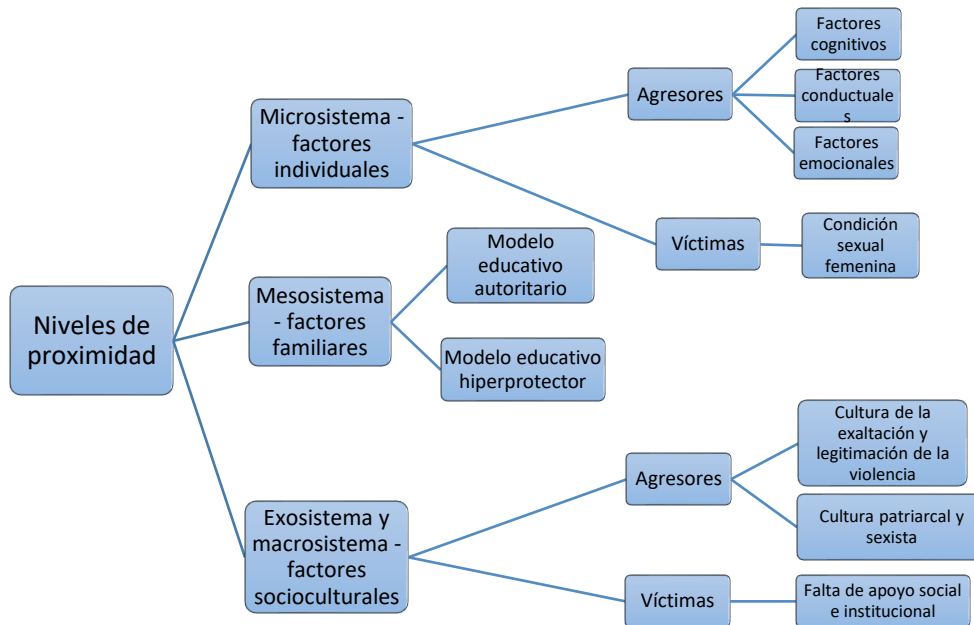 Niveles de
proximidad
Microsistema -
factores
individuales
Agresores
Factores
cognitivos
Factores
conductuale
s
Factores
emocionales
Víctimas
Condición
sexual
femenina
Mesosistema
- factores
familiares
Modelo
educativo
autoritario
Modelo educativo
hiperprotector
Exosistema y
macrosistema -
factores
socioculturales
Agresores
Cultura de la
exaltación y
legitimación de la
violencia
Cultura patriarcal y
sexista
Víctimas
Falta de apoyo social
e institucional